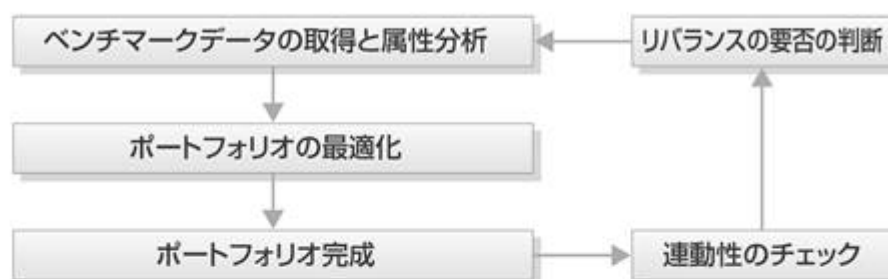 ベンチマークデータの取得と属性分析
リバランスの要否の判断
ポートフォリオの最適化
ポートフォリオ完成
連動性のチェック